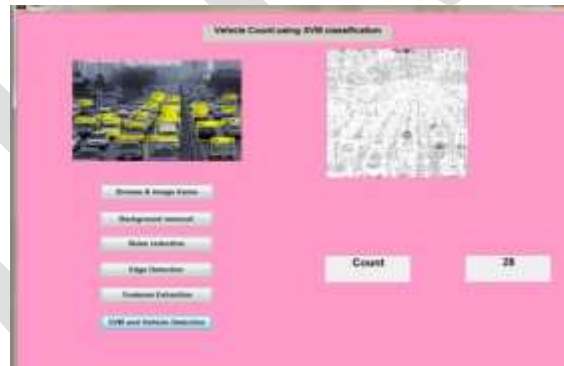 Vehicle Count using SVM classification
Browse & Image frame
Background removal
Noise reduction
Edge Detection
Features Extraction
SVM and Vehicle Detection
Count
28